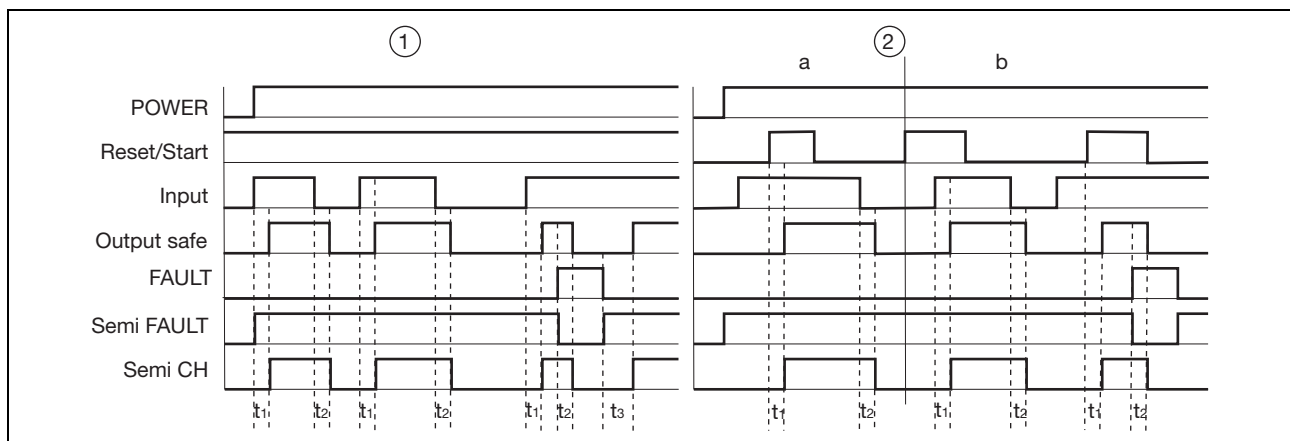 ① ②
a b
POWER
Reset/Start
Input
Output safe
FAULT
Semi FAULT
Semi CH
t1 t2 t1 t2 t1 t2 t3 t1 t2 t1 t2 t1 t2